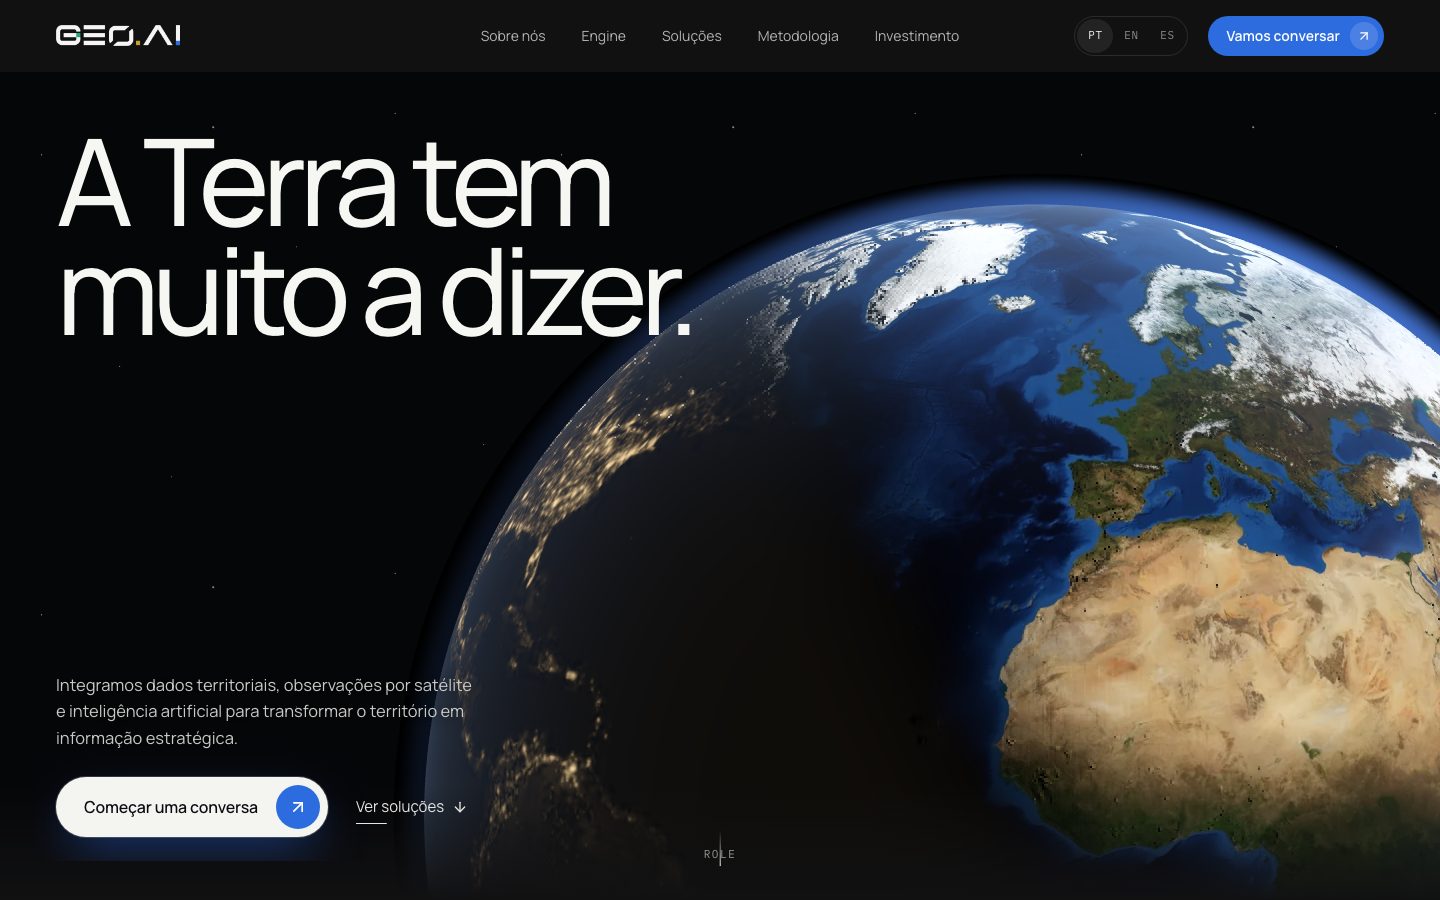 GEO.AI
Sobre nós
Engine
Soluções
Metodologia
Investimento
PT
EN
ES
Vamos conversar
A Terra tem
muito a dizer.
Integramos dados territoriais, observações por satélite
e inteligência artificial para transformar o território em
informação estratégica.
Começar uma conversa
Ver soluções
ROLE